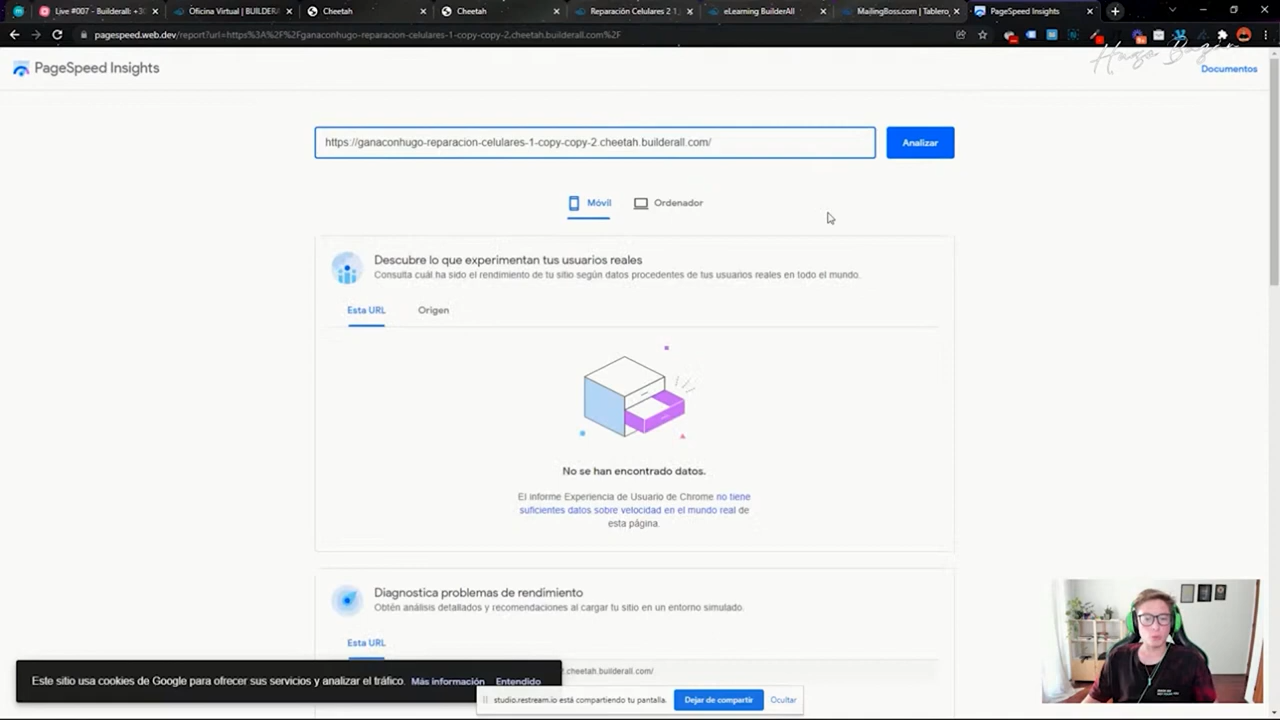 Live #007 - Builderall: +30
Oficina Virtual | BUILDERA
Cheetah
Cheetah
Reparación Celulares 2 1
eLearning BuilderAll
MailingBoss.com | Tablero
PageSpeed Insights
pagespeed.web.dev/report?url=https%3A%2F%2Fganaconhugo-reparacion-celulares-1-copy-copy-2.cheetah.builderall.com%2F
PageSpeed Insights
Hugo Bazán
Documentos
https://ganaconhugo-reparacion-celulares-1-copy-copy-2.cheetah.builderall.com/
Analizar
Móvil
Ordenador
Descubre lo que experimentan tus usuarios reales
Consulta cuál ha sido el rendimiento de tu sitio según datos procedentes de tus usuarios reales en todo el mundo.
Esta URL
Origen
No se han encontrado datos.
El informe Experiencia de Usuario de Chrome no tiene
suficientes datos sobre velocidad en el mundo real de
esta página.
Diagnostica problemas de rendimiento
Obtén análisis detallados y recomendaciones al cargar tu sitio en un entorno simulado.
Esta URL
2.cheetah.builderall.com/
Este sitio usa cookies de Google para ofrecer sus servicios y analizar el tráfico.
Más información
Entendido
studio.restream.io está compartiendo tu pantalla.
Dejar de compartir
Ocultar